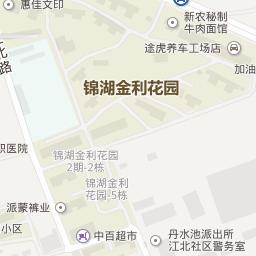 惠佳文印
新农秘制
牛肉面馆
北
路
途虎养车工场店
加油
锦湖金利花园
职医院
锦湖金利花园
2期-2栋
锦湖金利
花园-5栋
派蒙裤业
小区
中百超市
丹水池派出所
江北社区警务室